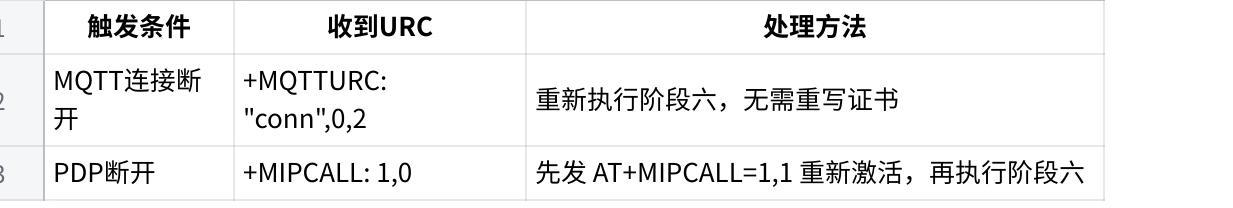 1 触发条件 收到URC 处理方法
MQTT连接断
开
+MQTTURC:
"conn",0,2
重新执行阶段六，无需重写证书
2
PDP断开 +MIPCALL: 1,0 先发 AT+MIPCALL=1,1 重新激活，再执行阶段六
3